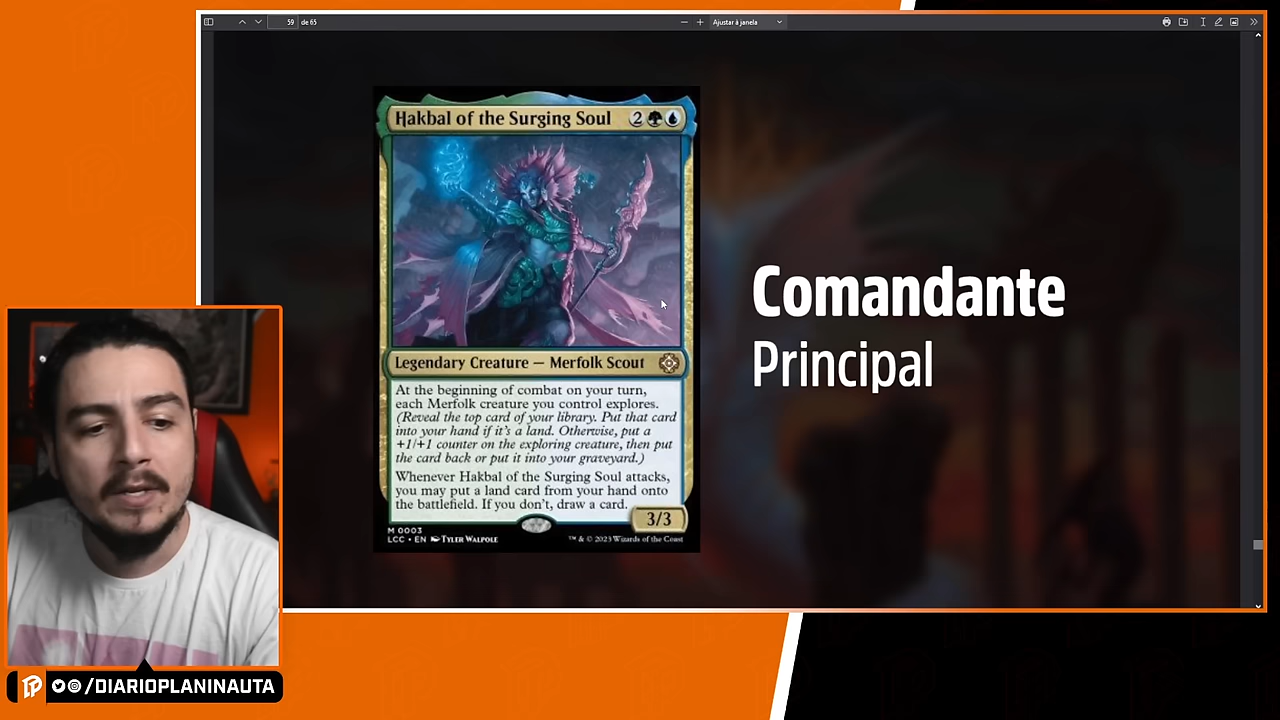 59 de 65
Ajustar à janela
Hakbal of the Surging Soul 2
Legendary Creature — Merfolk Scout
At the beginning of combat on your turn,
each Merfolk creature you control explores.
(Reveal the top card of your library. Put that card
into your hand if it's a land. Otherwise, put a
+1/+1 counter on the exploring creature, then put
the card back or put it into your graveyard.)
Whenever Hakbal of the Surging Soul attacks,
you may put a land card from your hand onto
the battlefield. If you don't, draw a card.
3/3
M 0003
LCC • EN Tyler Walpole
™ & © 2023 Wizards of the Coast
Comandante
Principal
/DIARIOPLANINAUTA